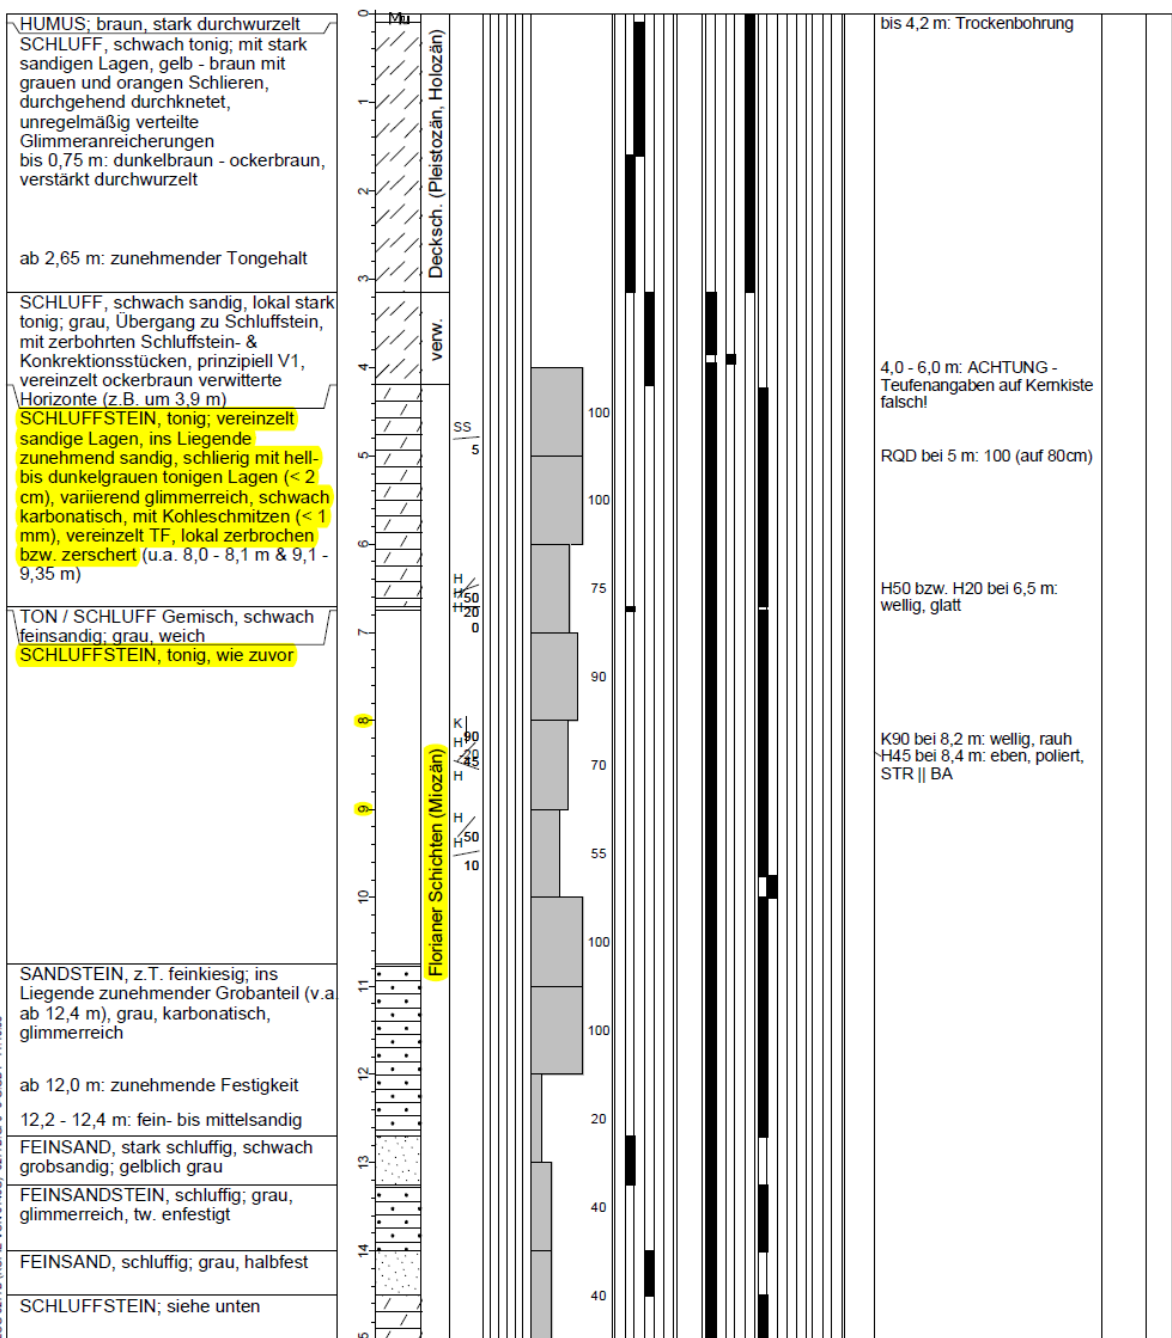 HUMUS; braun, stark durchwurzelt
SCHLUFF, schwach tonig; mit stark
sandigen Lagen, gelb - braun mit
grauen und orangen Schlieren,
durchgehend durchknetet,
unregelmäßig verteilte
Glimmeranreicherungen
bis 0,75 m: dunkelbraun - ockerbraun,
verstärkt durchwurzelt
ab 2,65 m: zunehmender Tongehalt
SCHLUFF, schwach sandig, lokal stark
tonig; grau, Übergang zu Schluffstein,
mit zerbohrten Schluffstein- &
Konkretionsstücken, prinzipiell V1,
vereinzelt ockerbraun verwitterte
Horizonte (z.B. um 3,9 m)
SCHLUFFSTEIN, tonig; vereinzelt
sandige Lagen, ins Liegende
zunehmend sandig, schlierig mit hell-
bis dunkelgrauen tonigen Lagen (< 2
cm), variierend glimmerreich, schwach
karbonatisch, mit Kohleschmitzen (< 1
mm), vereinzelt TF, lokal zerbrochen
bzw. zerschert (u.a. 8,0 - 8,1 m & 9,1 -
9,35 m)
TON / SCHLUFF Gemisch, schwach
feinsandig; grau, weich
SCHLUFFSTEIN, tonig, wie zuvor
SANDSTEIN, z.T. feinkiesig; ins
Liegende zunehmender Grobanteil (v.a.
ab 12,4 m), grau, karbonatisch,
glimmerreich
ab 12,0 m: zunehmende Festigkeit
12,2 - 12,4 m: fein- bis mittelsandig
FEINSAND, stark schluffig, schwach
grobsandig; gelblich grau
FEINSANDSTEIN, schluffig; grau,
glimmerreich, tw. enfestigt
FEINSAND, schluffig; grau, halbfest
SCHLUFFSTEIN; siehe unten
0
1
2
3
4
5
6
7
8
9
10
11
12
13
14
Mu
Decksch. (Pleistozän, Holozän)
verw.
Florianer Schichten (Miozän)
SS
5
H
H 50
H 20
0
K
90
H 20
45
H
H
H 50
10
100
100
75
90
70
55
100
100
20
40
40
bis 4,2 m: Trockenbohrung
4,0 - 6,0 m: ACHTUNG -
Teufenangaben auf Kernkiste
falsch!
RQD bei 5 m: 100 (auf 80cm)
H50 bzw. H20 bei 6,5 m:
wellig, glatt
K90 bei 8,2 m: wellig, rauh
H45 bei 8,4 m: eben, poliert,
STR || BA